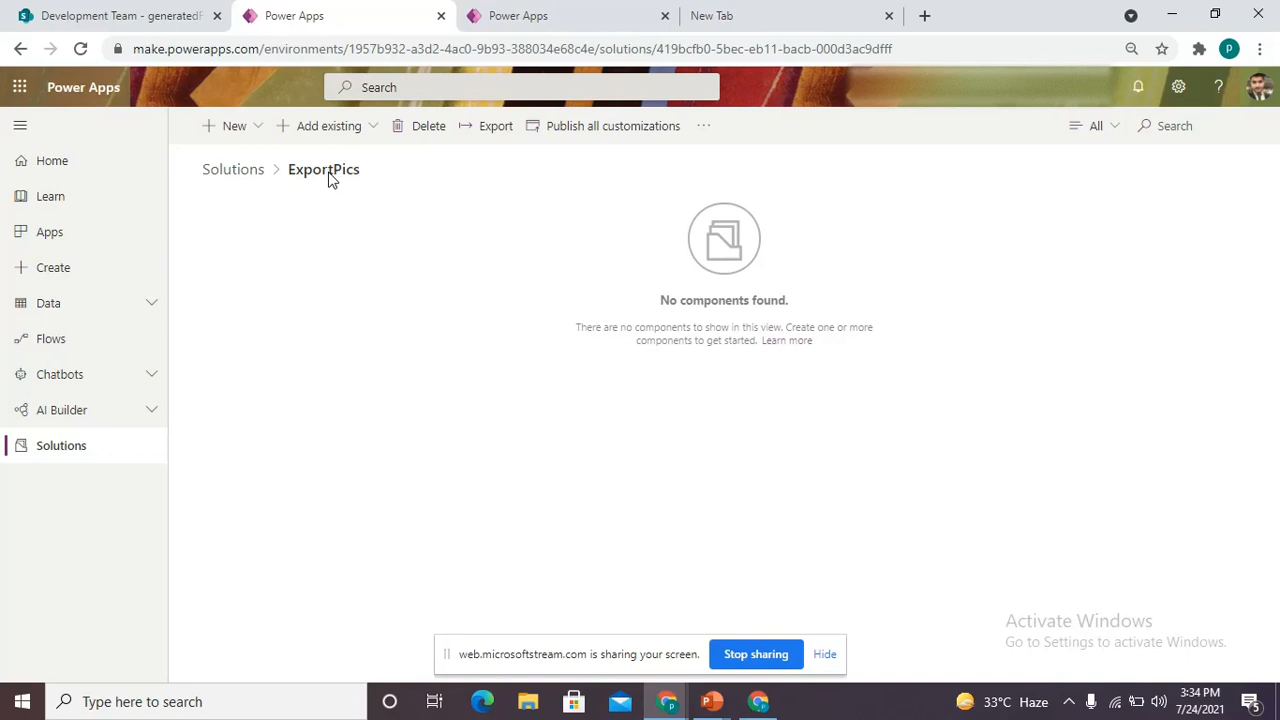 Development Team - generatedF
Power Apps
Power Apps
New Tab
make.powerapps.com/environments/1957b932-a3d2-4ac0-9b93-38j034e68c4e/solutions/419bcfb0-5bec-eb11-bacb-000d3ac9dfff
P
Power Apps
Search
?
New
Add existing
Delete
Export
Publish all customizations
...
All
Search
Home
Learn
Apps
Create
Data
Flows
Chatbots
AI Builder
Solutions
Solutions > ExportPics
No components found.
There are no components to show in this view. Create one or more
components to get started. Learn more
Activate Windows
Go to Settings to activate Windows.
web.microsoftstream.com is sharing your screen.
Stop sharing
Hide
Type here to search
33°C Haze
3:34 PM
7/24/2021
5